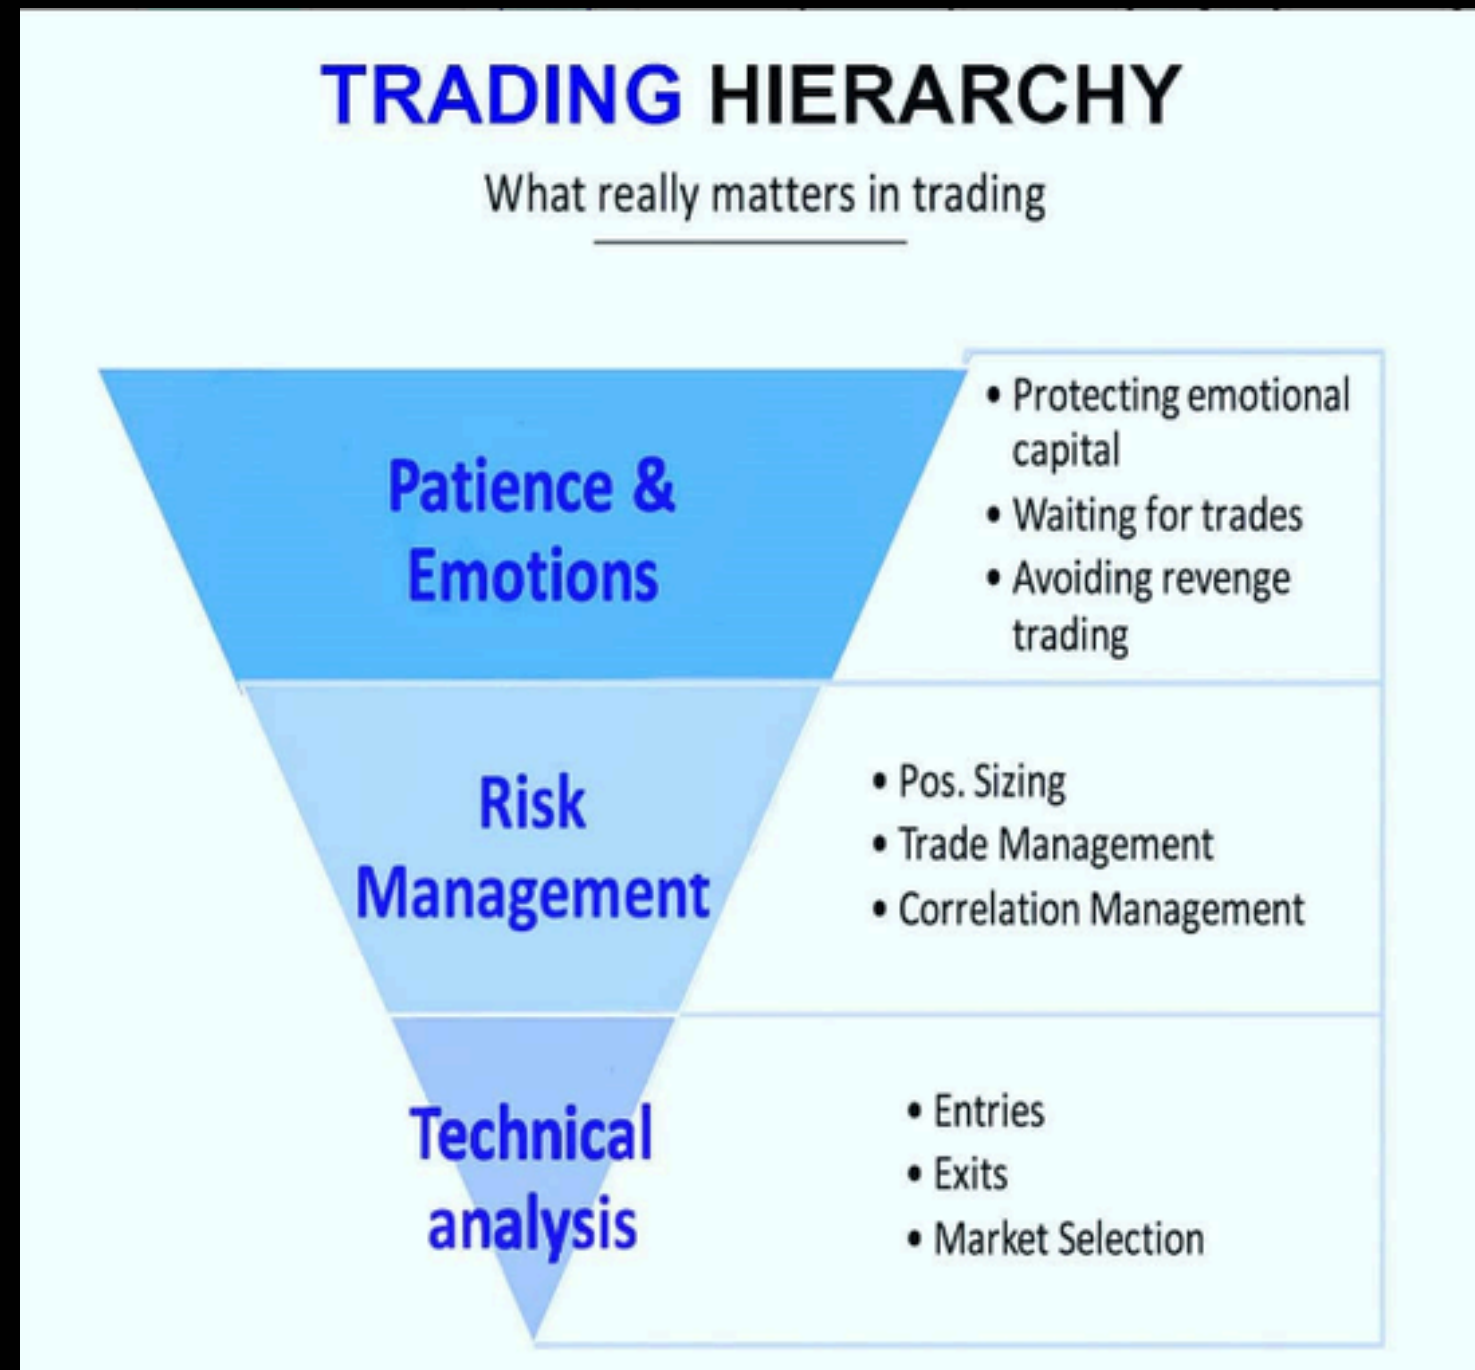 TRADING HIERARCHY
What really matters in trading
Patience &
Emotions
• Protecting emotional
capital
• Waiting for trades
• Avoiding revenge
trading
Risk
Management
• Pos. Sizing
• Trade Management
• Correlation Management
Technical
analysis
• Entries
• Exits
• Market Selection